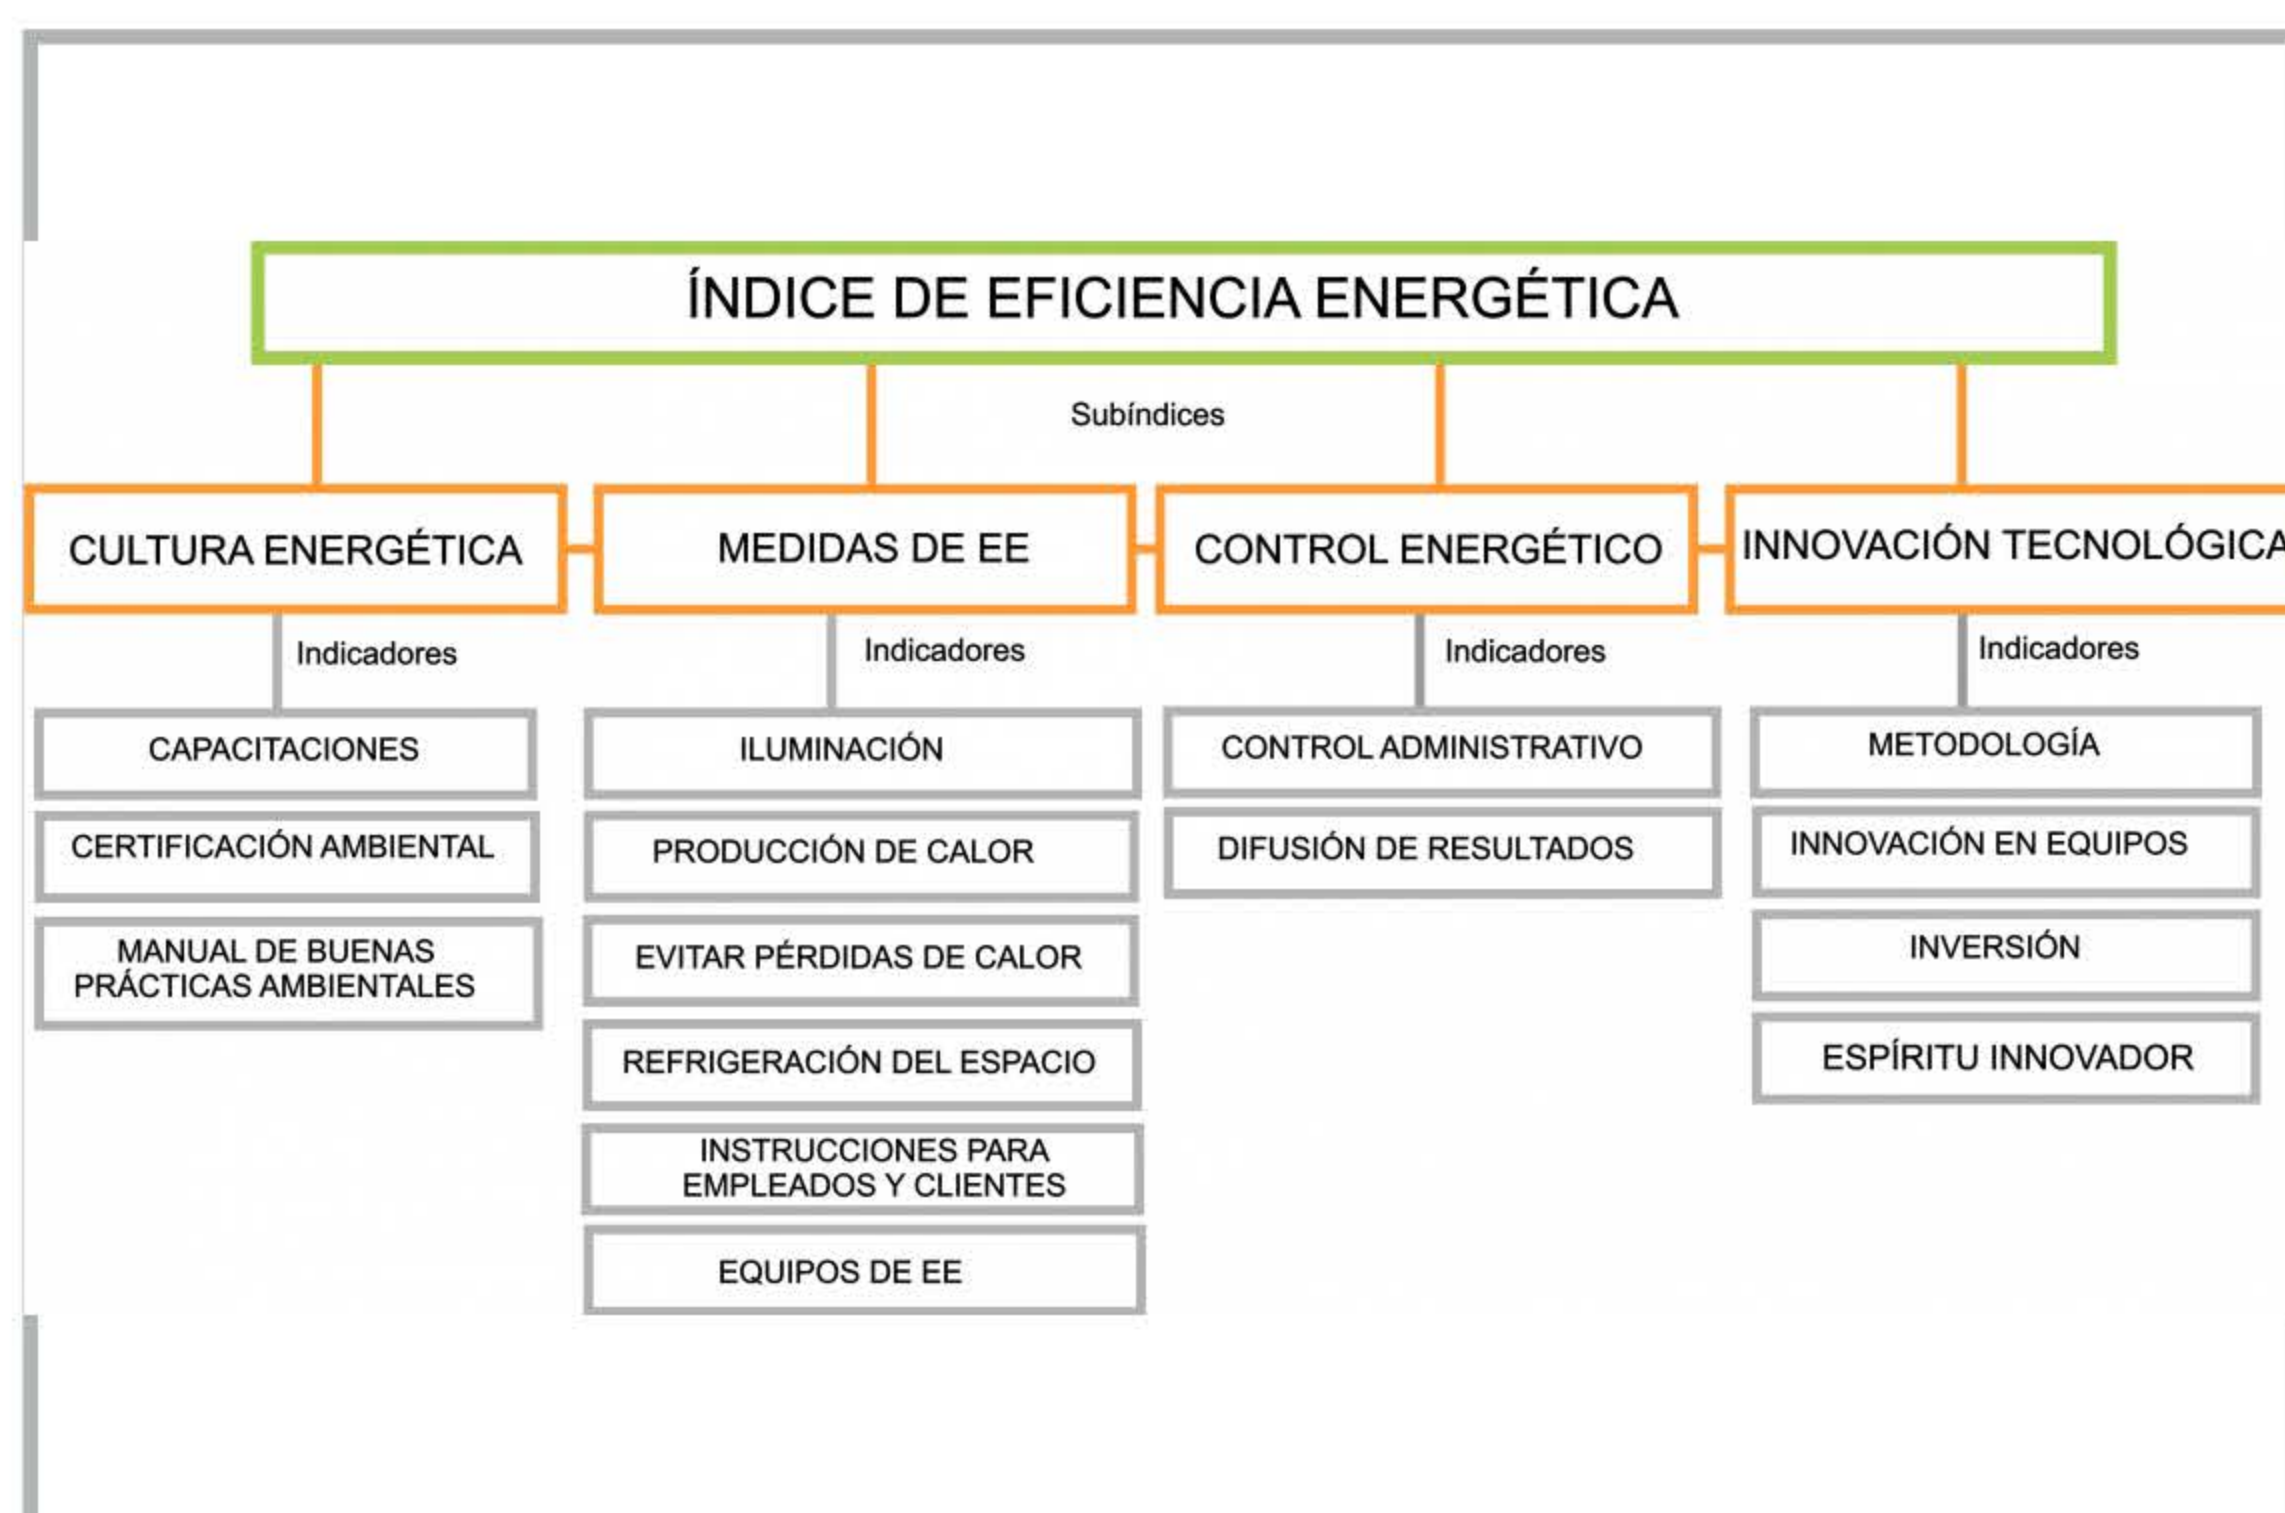 ÍNDICE DE EFICIENCIA ENERGÉTICA
Subíndices
CULTURA ENERGÉTICA
MEDIDAS DE EE
CONTROL ENERGÉTICO
INNOVACIÓN TECNOLÓGICA
Indicadores
Indicadores
Indicadores
Indicadores
CAPACITACIONES
CERTIFICACIÓN AMBIENTAL
MANUAL DE BUENAS
PRÁCTICAS AMBIENTALES
ILUMINACIÓN
PRODUCCIÓN DE CALOR
EVITAR PÉRDIDAS DE CALOR
REFRIGERACIÓN DEL ESPACIO
INSTRUCCIONES PARA
EMPLEADOS Y CLIENTES
EQUIPOS DE EE
CONTROL ADMINISTRATIVO
DIFUSIÓN DE RESULTADOS
METODOLOGÍA
INNOVACIÓN EN EQUIPOS
INVERSIÓN
ESPÍRITU INNOVADOR